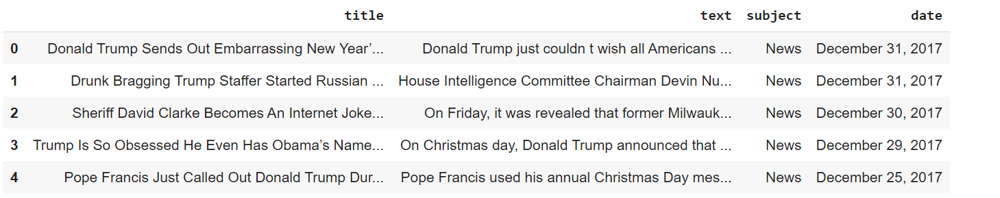 title text subject date
0 Donald Trump Sends Out Embarrassing New Year’... Donald Trump just couldn t wish all Americans ... News December 31, 2017
1 Drunk Bragging Trump Staffer Started Russian ... House Intelligence Committee Chairman Devin Nu... News December 31, 2017
2 Sheriff David Clarke Becomes An Internet Joke... On Friday, it was revealed that former Milwauk... News December 30, 2017
3 Trump Is So Obsessed He Even Has Obama’s Name... On Christmas day, Donald Trump announced that ... News December 29, 2017
4 Pope Francis Just Called Out Donald Trump Dur... Pope Francis used his annual Christmas Day mes... News December 25, 2017